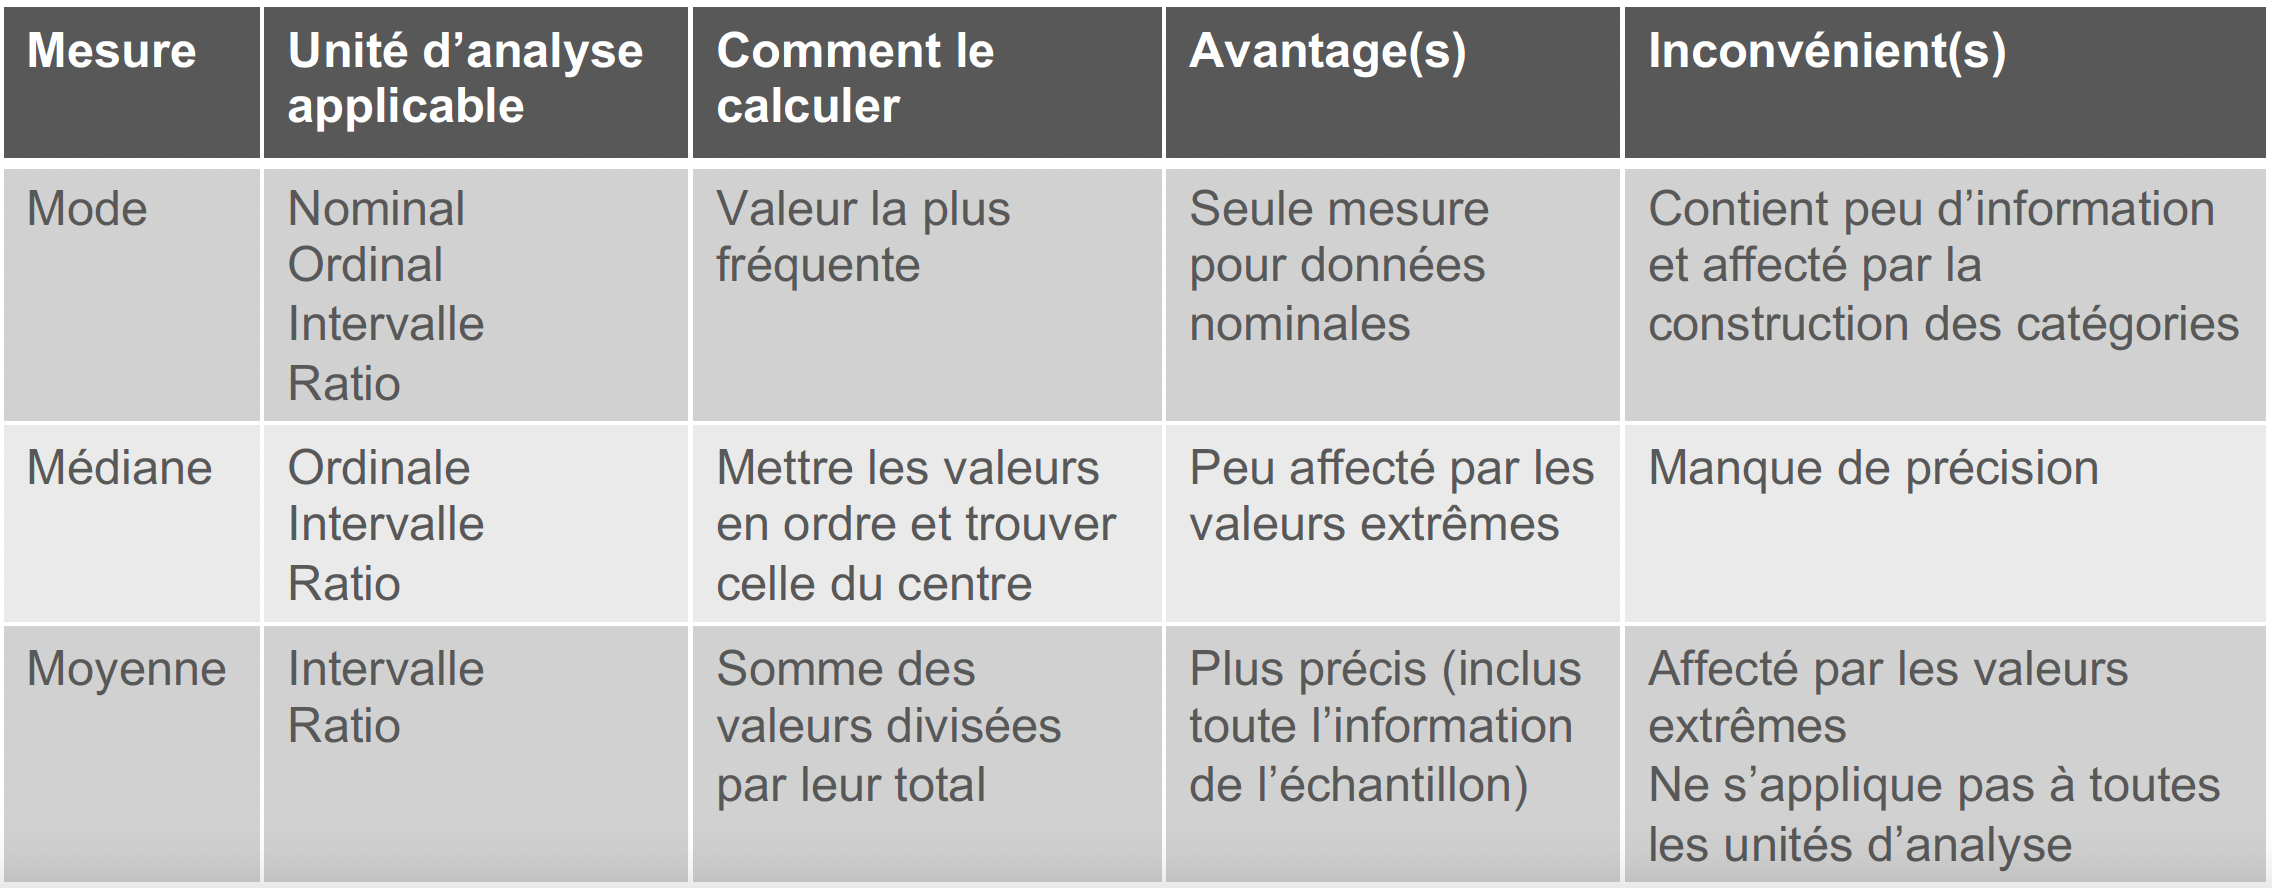 Mesure
Unité d’analyse
applicable
Comment le
calculer
Avantage(s)
Inconvénient(s)
Mode
Nominal
Ordinal
Intervalle
Ratio
Valeur la plus
fréquente
Seule mesure
pour données
nominales
Contient peu d’information
et affecté par la
construction des catégories
Médiane
Ordinale
Intervalle
Ratio
Mettre les valeurs
en ordre et trouver
celle du centre
Peu affecté par les
valeurs extrêmes
Manque de précision
Moyenne
Intervalle
Ratio
Somme des
valeurs divisées
par leur total
Plus précis (inclus
toute l’information
de l’échantillon)
Affecté par les valeurs
extrêmes
Ne s’applique pas à toutes
les unités d’analyse